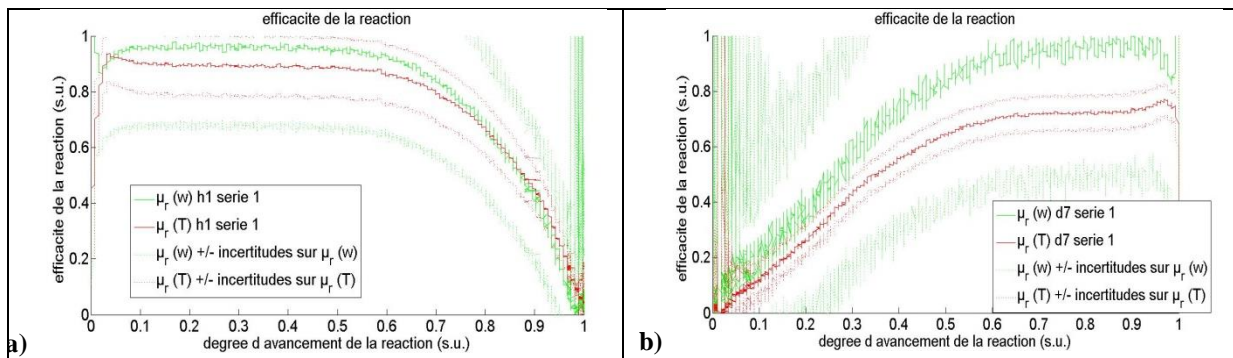 efficacite de la reaction
efficacite de la reaction (s.u.)
1
0.8
0.6
0.4
0.2
0
μr (w) h1 serie 1
μr (T) h1 serie 1
μr (w) +/- incertitudes sur μr (w)
μr (T) +/- incertitudes sur μr (T)
0 0.1 0.2 0.3 0.4 0.5 0.6 0.7 0.8 0.9 1
degree d avancement de la reaction (s.u.)
a)
efficacite de la reaction
efficacite de la reaction (s.u.)
1
0.8
0.6
0.4
0.2
0
μr (w) d7 serie 1
μr (T) d7 serie 1
μr (w) +/- incertitudes sur μr (w)
μr (T) +/- incertitudes sur μr (T)
0 0.1 0.2 0.3 0.4 0.5 0.6 0.7 0.8 0.9 1
degree d avancement de la reaction (s.u.)
b)